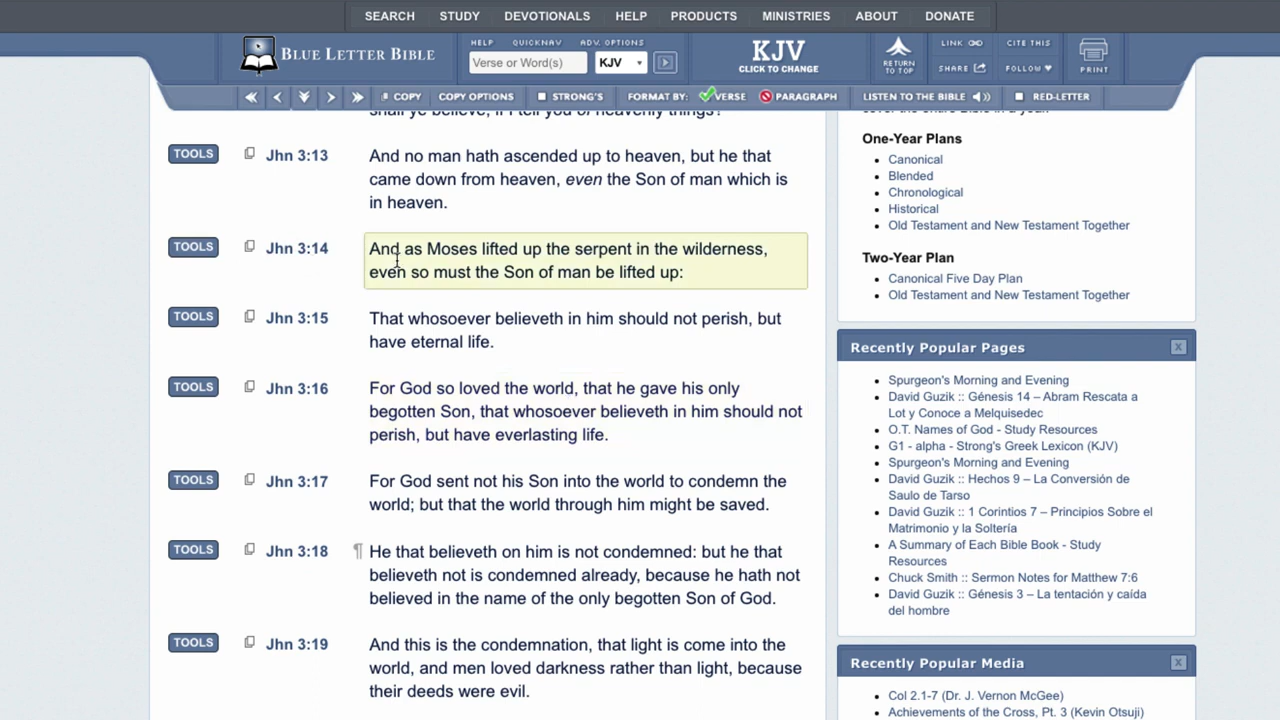 SEARCH STUDY DEVOTIONALS HELP PRODUCTS MINISTRIES ABOUT DONATE
BLUE LETTER BIBLE
HELP QUICKNAV ADV. OPTIONS
Verse or Word(s) KJV
KJV
CLICK TO CHANGE
RETURN
TO TOP
LINK CITE THIS
SHARE FOLLOW
PRINT
COPY COPY OPTIONS STRONG'S FORMAT BY: VERSE PARAGRAPH LISTEN TO THE BIBLE RED-LETTER
shall ye believe, if I tell you of heavenly things?
TOOLS Jhn 3:13 And no man hath ascended up to heaven, but he that
came down from heaven, even the Son of man which is
in heaven.
TOOLS Jhn 3:14 And as Moses lifted up the serpent in the wilderness,
even so must the Son of man be lifted up:
TOOLS Jhn 3:15 That whosoever believeth in him should not perish, but
have eternal life.
TOOLS Jhn 3:16 For God so loved the world, that he gave his only
begotten Son, that whosoever believeth in him should not
perish, but have everlasting life.
TOOLS Jhn 3:17 For God sent not his Son into the world to condemn the
world; but that the world through him might be saved.
TOOLS Jhn 3:18 ¶ He that believeth on him is not condemned: but he that
believeth not is condemned already, because he hath not
believed in the name of the only begotten Son of God.
TOOLS Jhn 3:19 And this is the condemnation, that light is come into the
world, and men loved darkness rather than light, because
their deeds were evil.
cover the entire Bible in a year.
One-Year Plans
Canonical
Blended
Chronological
Historical
Old Testament and New Testament Together
Two-Year Plan
Canonical Five Day Plan
Old Testament and New Testament Together
Recently Popular Pages x
Spurgeon's Morning and Evening
David Guzik :: Génesis 14 – Abram Rescata a
Lot y Conoce a Melquisedec
O.T. Names of God - Study Resources
G1 - alpha - Strong's Greek Lexicon (KJV)
Spurgeon's Morning and Evening
David Guzik :: Hechos 9 – La Conversión de
Saulo de Tarso
David Guzik :: 1 Corintios 7 – Principios Sobre el
Matrimonio y la Soltería
A Summary of Each Bible Book - Study
Resources
Chuck Smith :: Sermon Notes for Matthew 7:6
David Guzik :: Génesis 3 – La tentación y caída
del hombre
Recently Popular Media x
Col 2.1-7 (Dr. J. Vernon McGee)
Achievements of the Cross, Pt. 3 (Kevin Otsuji)